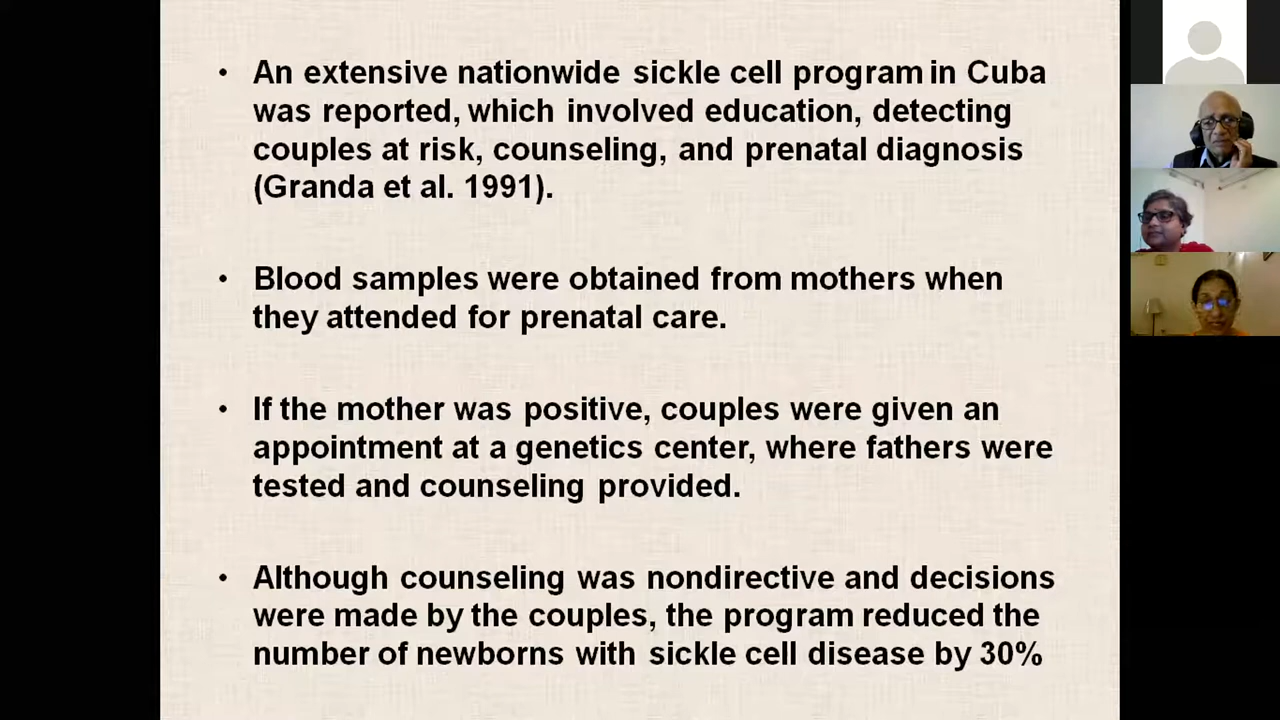 • An extensive nationwide sickle cell program in Cuba
was reported, which involved education, detecting
couples at risk, counseling, and prenatal diagnosis
(Granda et al. 1991).
• Blood samples were obtained from mothers when
they attended for prenatal care.
• If the mother was positive, couples were given an
appointment at a genetics center, where fathers were
tested and counseling provided.
• Although counseling was nondirective and decisions
were made by the couples, the program reduced the
number of newborns with sickle cell disease by 30%